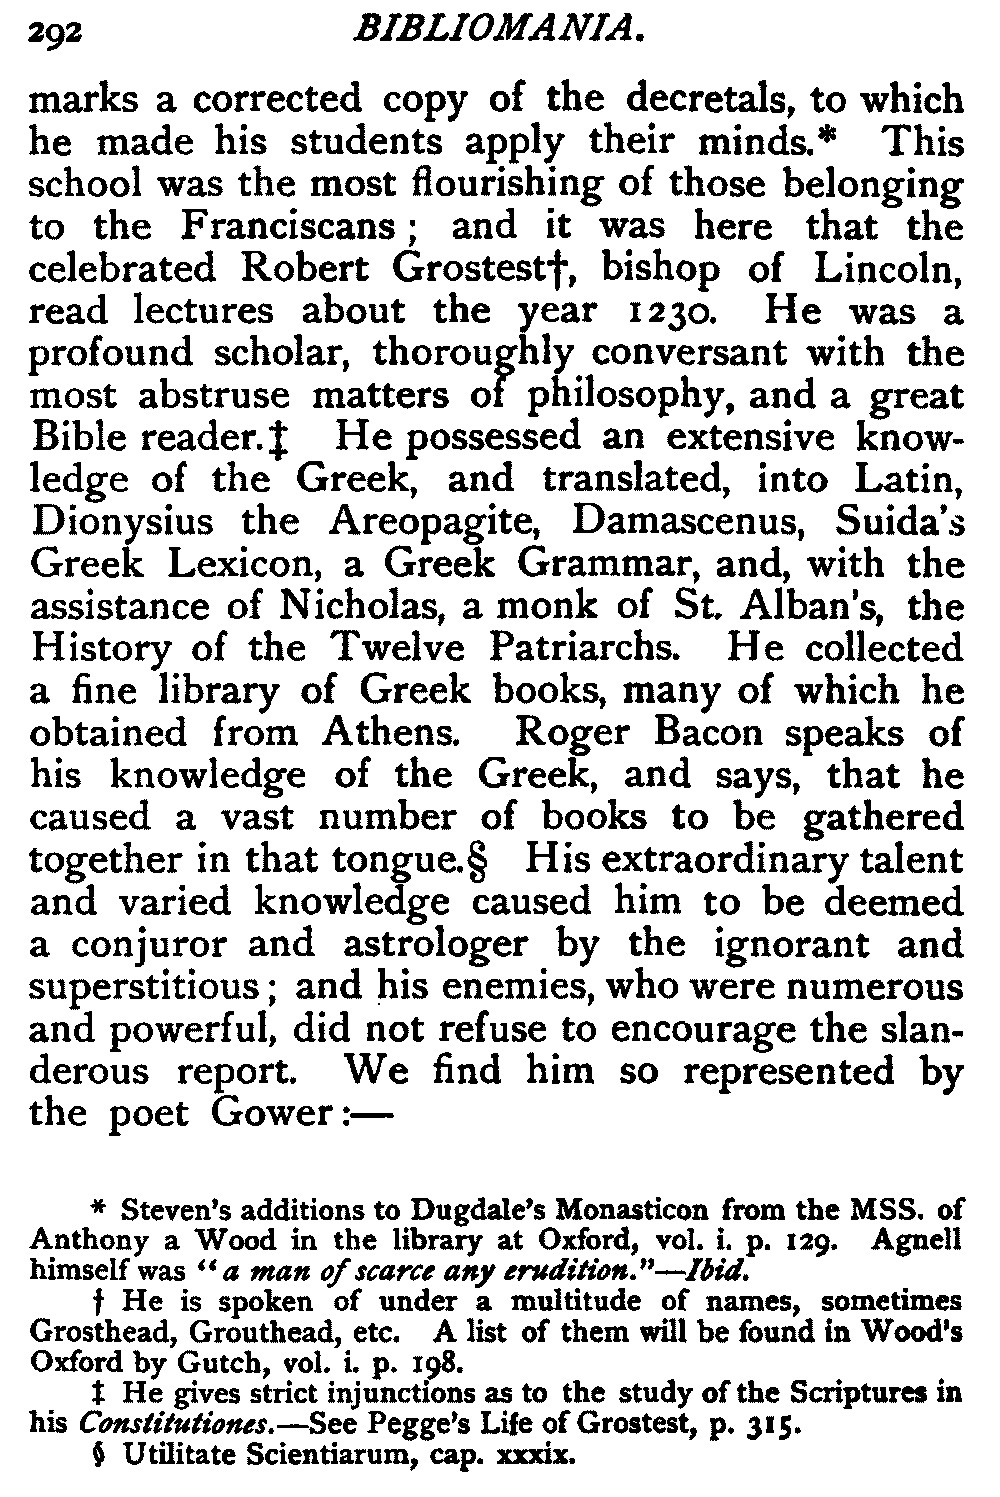 292 BIBLIOMANIA.
marks a corrected copy of the decretals, to which
he made his students apply their minds.* This
school was the most flourishing of those belonging
to the Franciscans ; and it was here that the
celebrated Robert Grostest†, bishop of Lincoln,
read lectures about the year 1230. He was a
profound scholar, thoroughly conversant with the
most abstruse matters of philosophy, and a great
Bible reader.‡ He possessed an extensive know-
ledge of the Greek, and translated, into Latin,
Dionysius the Areopagite, Damascenus, Suida's
Greek Lexicon, a Greek Grammar, and, with the
assistance of Nicholas, a monk of St. Alban's, the
History of the Twelve Patriarchs. He collected
a fine library of Greek books, many of which he
obtained from Athens. Roger Bacon speaks of
his knowledge of the Greek, and says, that he
caused a vast number of books to be gathered
together in that tongue.§ His extraordinary talent
and varied knowledge caused him to be deemed
a conjuror and astrologer by the ignorant and
superstitious ; and his enemies, who were numerous
and powerful, did not refuse to encourage the slan-
derous report. We find him so represented by
the poet Gower :—
* Steven's additions to Dugdale's Monasticon from the MSS. of
Anthony a Wood in the library at Oxford, vol. i. p. 129. Agnell
himself was "a man of scarce any erudition."—Ibid.
† He is spoken of under a multitude of names, sometimes
Grosthead, Grouthead, etc. A list of them will be found in Wood's
Oxford by Gutch, vol. i. p. 198.
‡ He gives strict injunctions as to the study of the Scriptures in
his Constitutiones.—See Pegge's Life of Grostest, p. 315.
§ Utilitate Scientiarum, cap. xxxix.